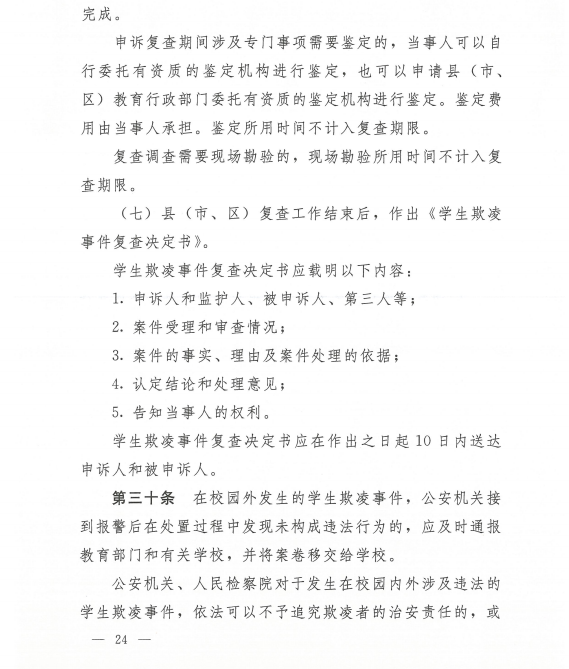 完成。
申诉复查期间涉及专门事项需要鉴定的，当事人可以自
行委托有资质的鉴定机构进行鉴定，也可以申请县（市、
区）教育行政部门委托有资质的鉴定机构进行鉴定。鉴定费
用由当事人承担。鉴定所用时间不计入复查期限。
复查调查需要现场勘验的，现场勘验所用时间不计入复
查期限。
（七）县（市、区）复查工作结束后，作出《学生欺凌
事件复查决定书》。
学生欺凌事件复查决定书应载明以下内容：
1. 申诉人和监护人、被申诉人、第三人等；
2. 案件受理和审查情况；
3. 案件的事实、理由及案件处理的依据；
4. 认定结论和处理意见；
5. 告知当事人的权利。
学生欺凌事件复查决定书应在作出之日起 10 日内送达
申诉人和被申诉人。
第三十条 在校园外发生的学生欺凌事件，公安机关接
到报警后在处置过程中发现未构成违法行为的，应及时通报
教育部门和有关学校，并将案卷移交给学校。
公安机关、人民检察院对于发生在校园内外涉及违法的
学生欺凌事件，依法可以不予追究欺凌者的治安责任的，或
— 24 —